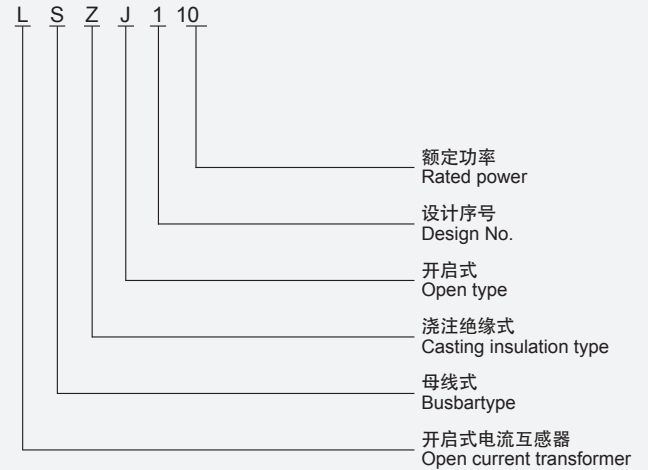 L S Z J 1 10
额定功率
Rated power
设计序号
Design No.
开启式
Open type
浇注绝缘式
Casting insulation type
母线式
Busbartype
开启式电流互感器
Open current transformer